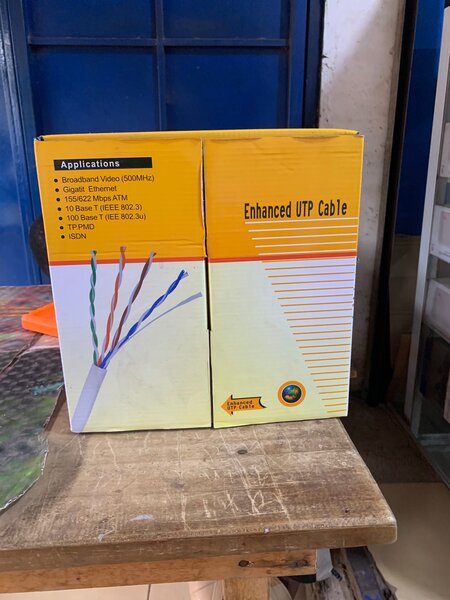 Applications
● Broadband Video (500MHz)
● Gigatit Ethernet
● 155/622 Mbps ATM
● 10 Base T (IEEE 802.3)
● 100 Base T (IEE 802.3u)
● TP.PMD
● ISDN
Enhanced UTP Cable
Enhanced
UTP Cable